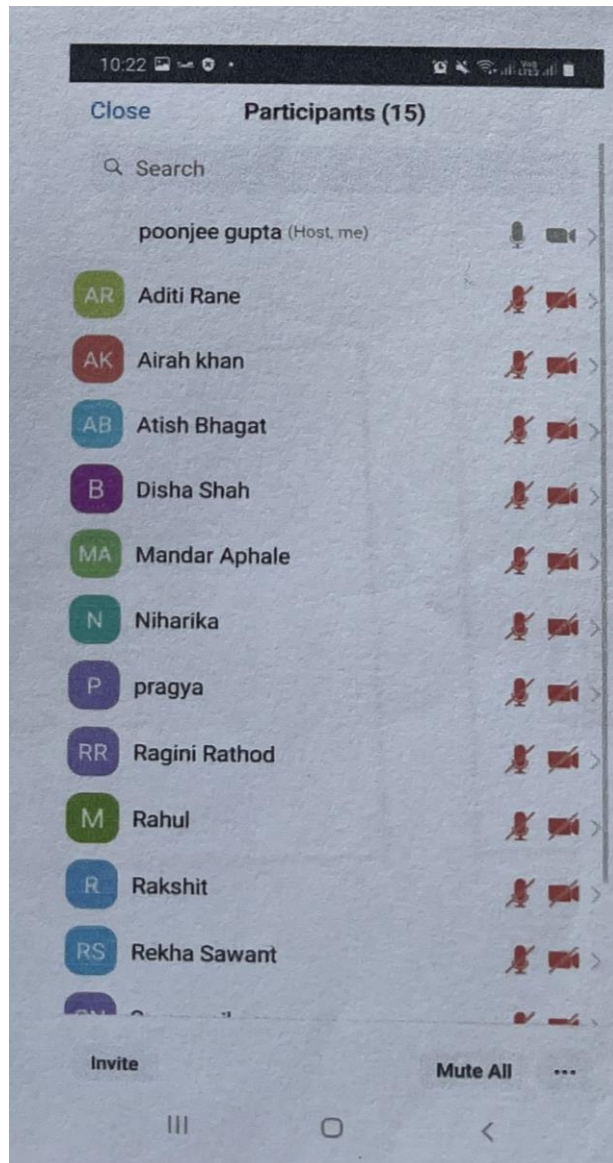 10:22
Close Participants (15)
Search
poonjee gupta (Host, me)
AR Aditi Rane
AK Airah khan
AB Atish Bhagat
B Disha Shah
MA Mandar Aphale
N Niharika
P pragya
RR Ragini Rathod
M Rahul
R Rakshit
RS Rekha Sawant
Invite Mute All ...